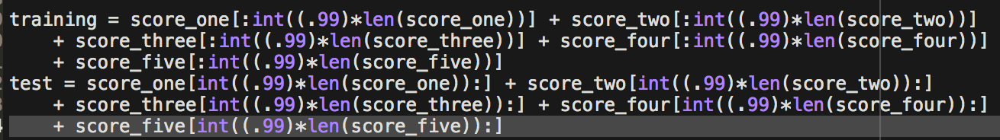 training = score_one[:int((.99)*len(score_one))] + score_two[:int((.99)*len(score_two))]
    + score_three[:int((.99)*len(score_three))] + score_four[:int((.99)*len(score_four))]
    + score_five[:int((.99)*len(score_five))]
test = score_one[int((.99)*len(score_one)):] + score_two[int((.99)*len(score_two)):]
    + score_three[int((.99)*len(score_three)):] + score_four[int((.99)*len(score_four)):]
    + score_five[int((.99)*len(score_five)):]